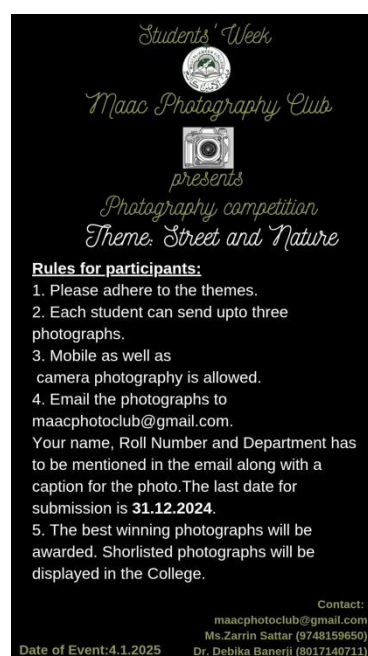 Students' Week
Maac Photography Club
presents
Photography competition
Theme: Street and Nature
Rules for participants:
1. Please adhere to the themes.
2. Each student can send upto three
photographs.
3. Mobile as well as
camera photography is allowed.
4. Email the photographs to
maacphotoclub@gmail.com.
Your name, Roll Number and Department has
to be mentioned in the email along with a
caption for the photo.The last date for
submission is 31.12.2024.
5. The best winning photographs will be
awarded. Shorlisted photographs will be
displayed in the College.
Contact:
maacphotoclub@gmail.com
Ms.Zarrin Sattar (9748159650)
Date of Event:4.1.2025 Dr. Debika Banerji (8017140711)